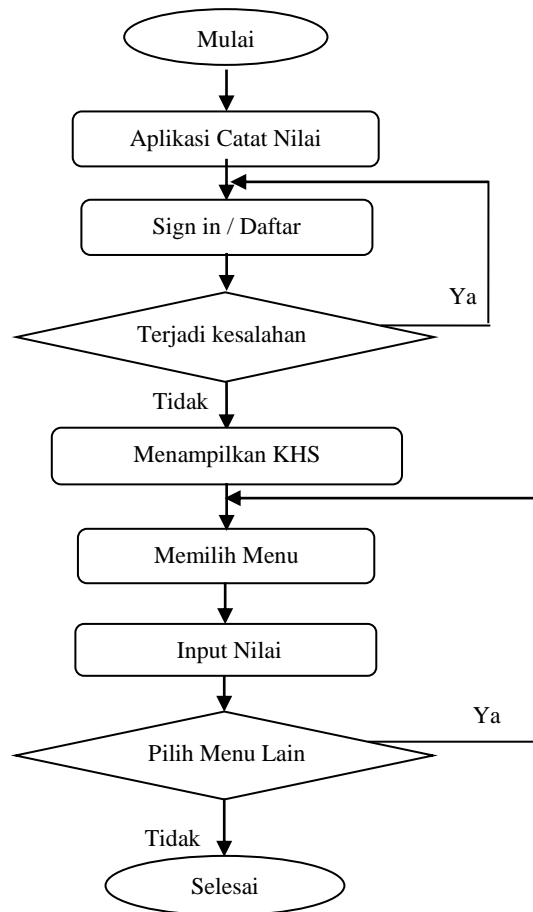 Mulai
Aplikasi Catat Nilai
Sign in / Daftar
Ya
Terjadi kesalahan
Tidak
Menampilkan KHS
Memilih Menu
Input Nilai
Ya
Pilih Menu Lain
Tidak
Selesai